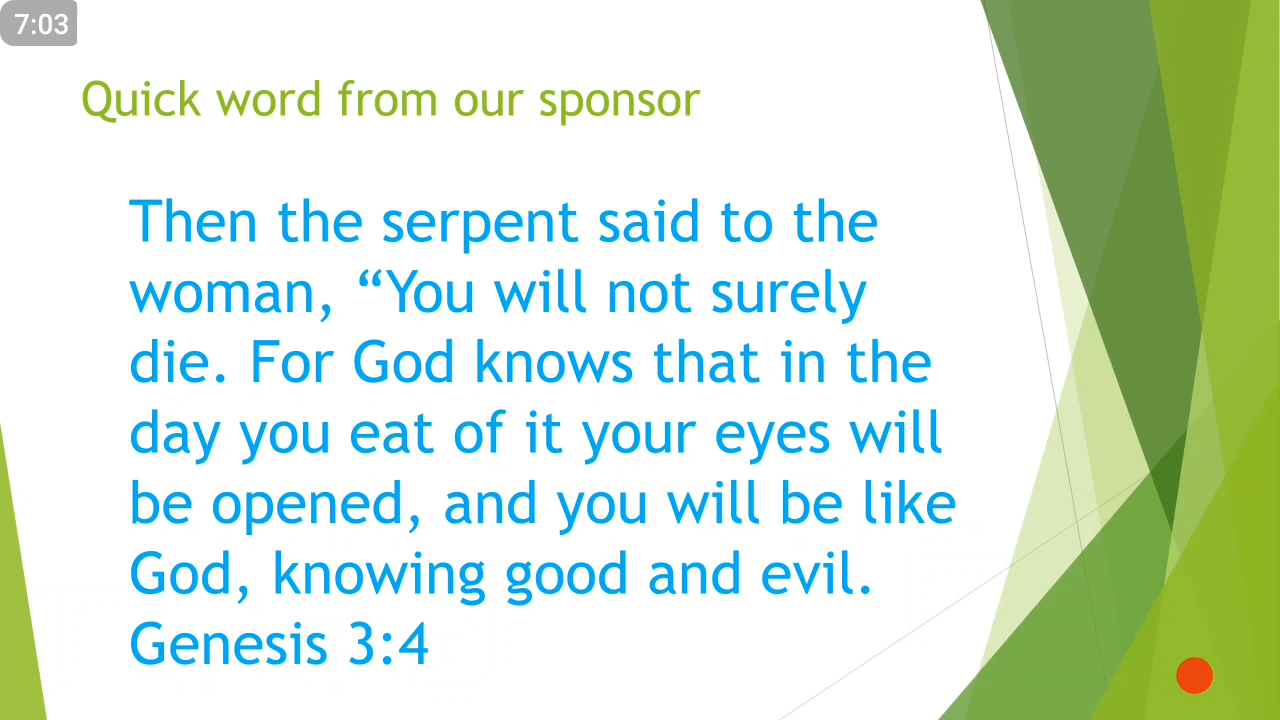 7:03
Quick word from our sponsor
Then the serpent said to the
woman, “You will not surely
die. For God knows that in the
day you eat of it your eyes will
be opened, and you will be like
God, knowing good and evil.
Genesis 3:4